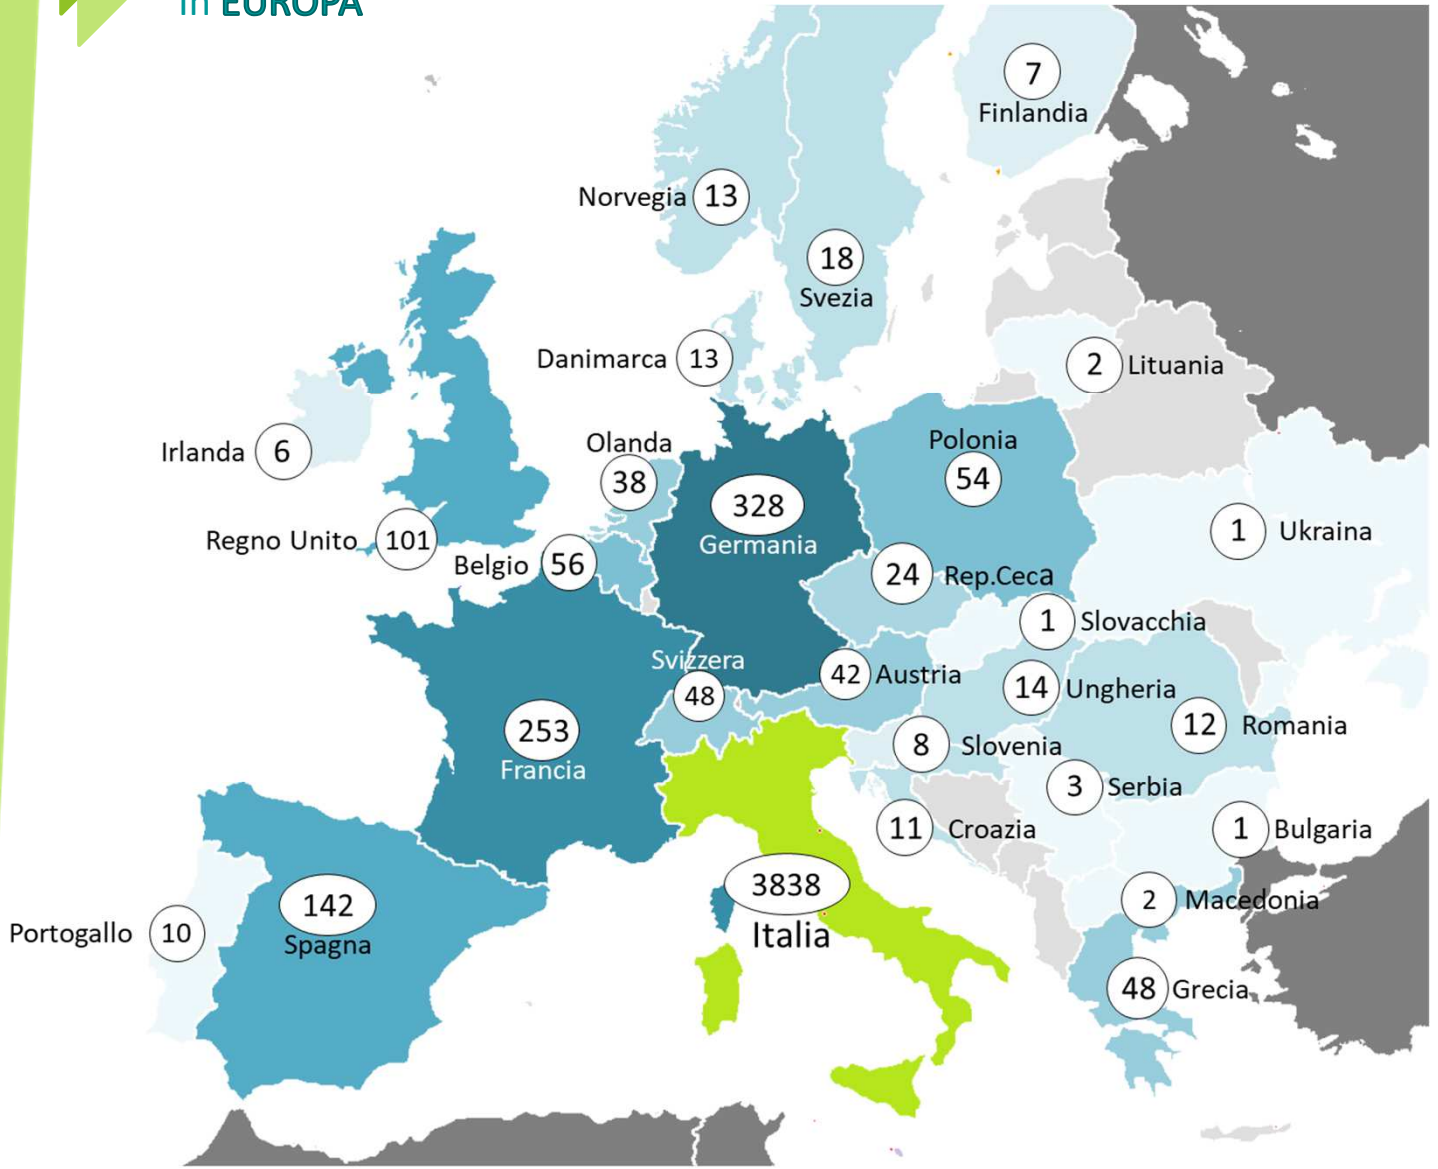 in EUROPA
7
Finlandia
Norvegia 13
18
Svezia
Danimarca 13
2 Lituania
Olanda
38
Polonia
54
Irlanda 6
328
Germania
1 Ukraina
Regno Unito 101
Belgio 56
24 Rep.Ceca
1 Slovacchia
Svizzera
48
42 Austria
14 Ungheria
12 Romania
253
Francia
8 Slovenia
3 Serbia
11 Croazia
1 Bulgaria
3838
Italia
2 Macedonia
142
Spagna
Portogallo 10
48 Grecia